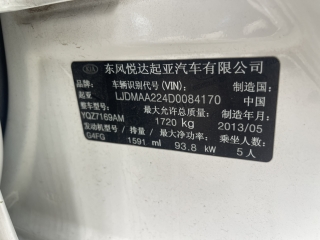 KIA 东风悦达起亚汽车有限公司
品牌: 车辆识别代号(VIN): 制造国:
起亚 LJDMAA224D0084170 中国
整车型号: 最大允许总质量: 制造年月:
YQZ7169AM 1720 kg 2013/05
发动机型号/排量/最大净功率: 乘坐人数:
G4FG 1591 ml 93.8 kW 5人